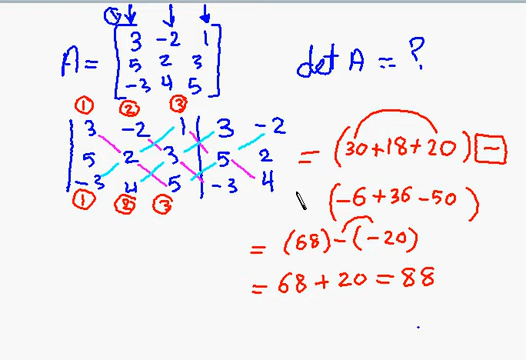 ①
3 -2 1
A = 5 2 3
-3 4 5
det A = ?
① ② ③
3 -2 1 3 -2
5 2 3 5 2
-3 4 5 -3 4
① ② ③
= (30+18+20) -
(-6+36-50)
= (68) - (-20)
= 68 + 20 = 88